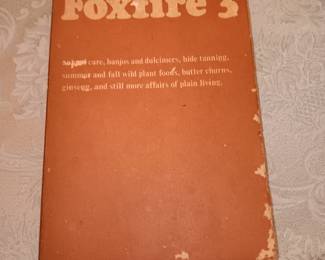 Foxfire 3
care, banjos and dulcimers, hide tanning,
summer and fall wild plant foods, butter churns,
ginseng, and still more affairs of plain living.